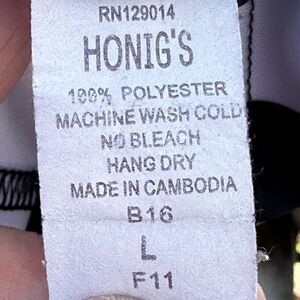 RN129014
HONIG'S
100% POLYESTER
MACHINE WASH COLD
NO BLEACH
HANG DRY
MADE IN CAMBODIA
B16
L
F11